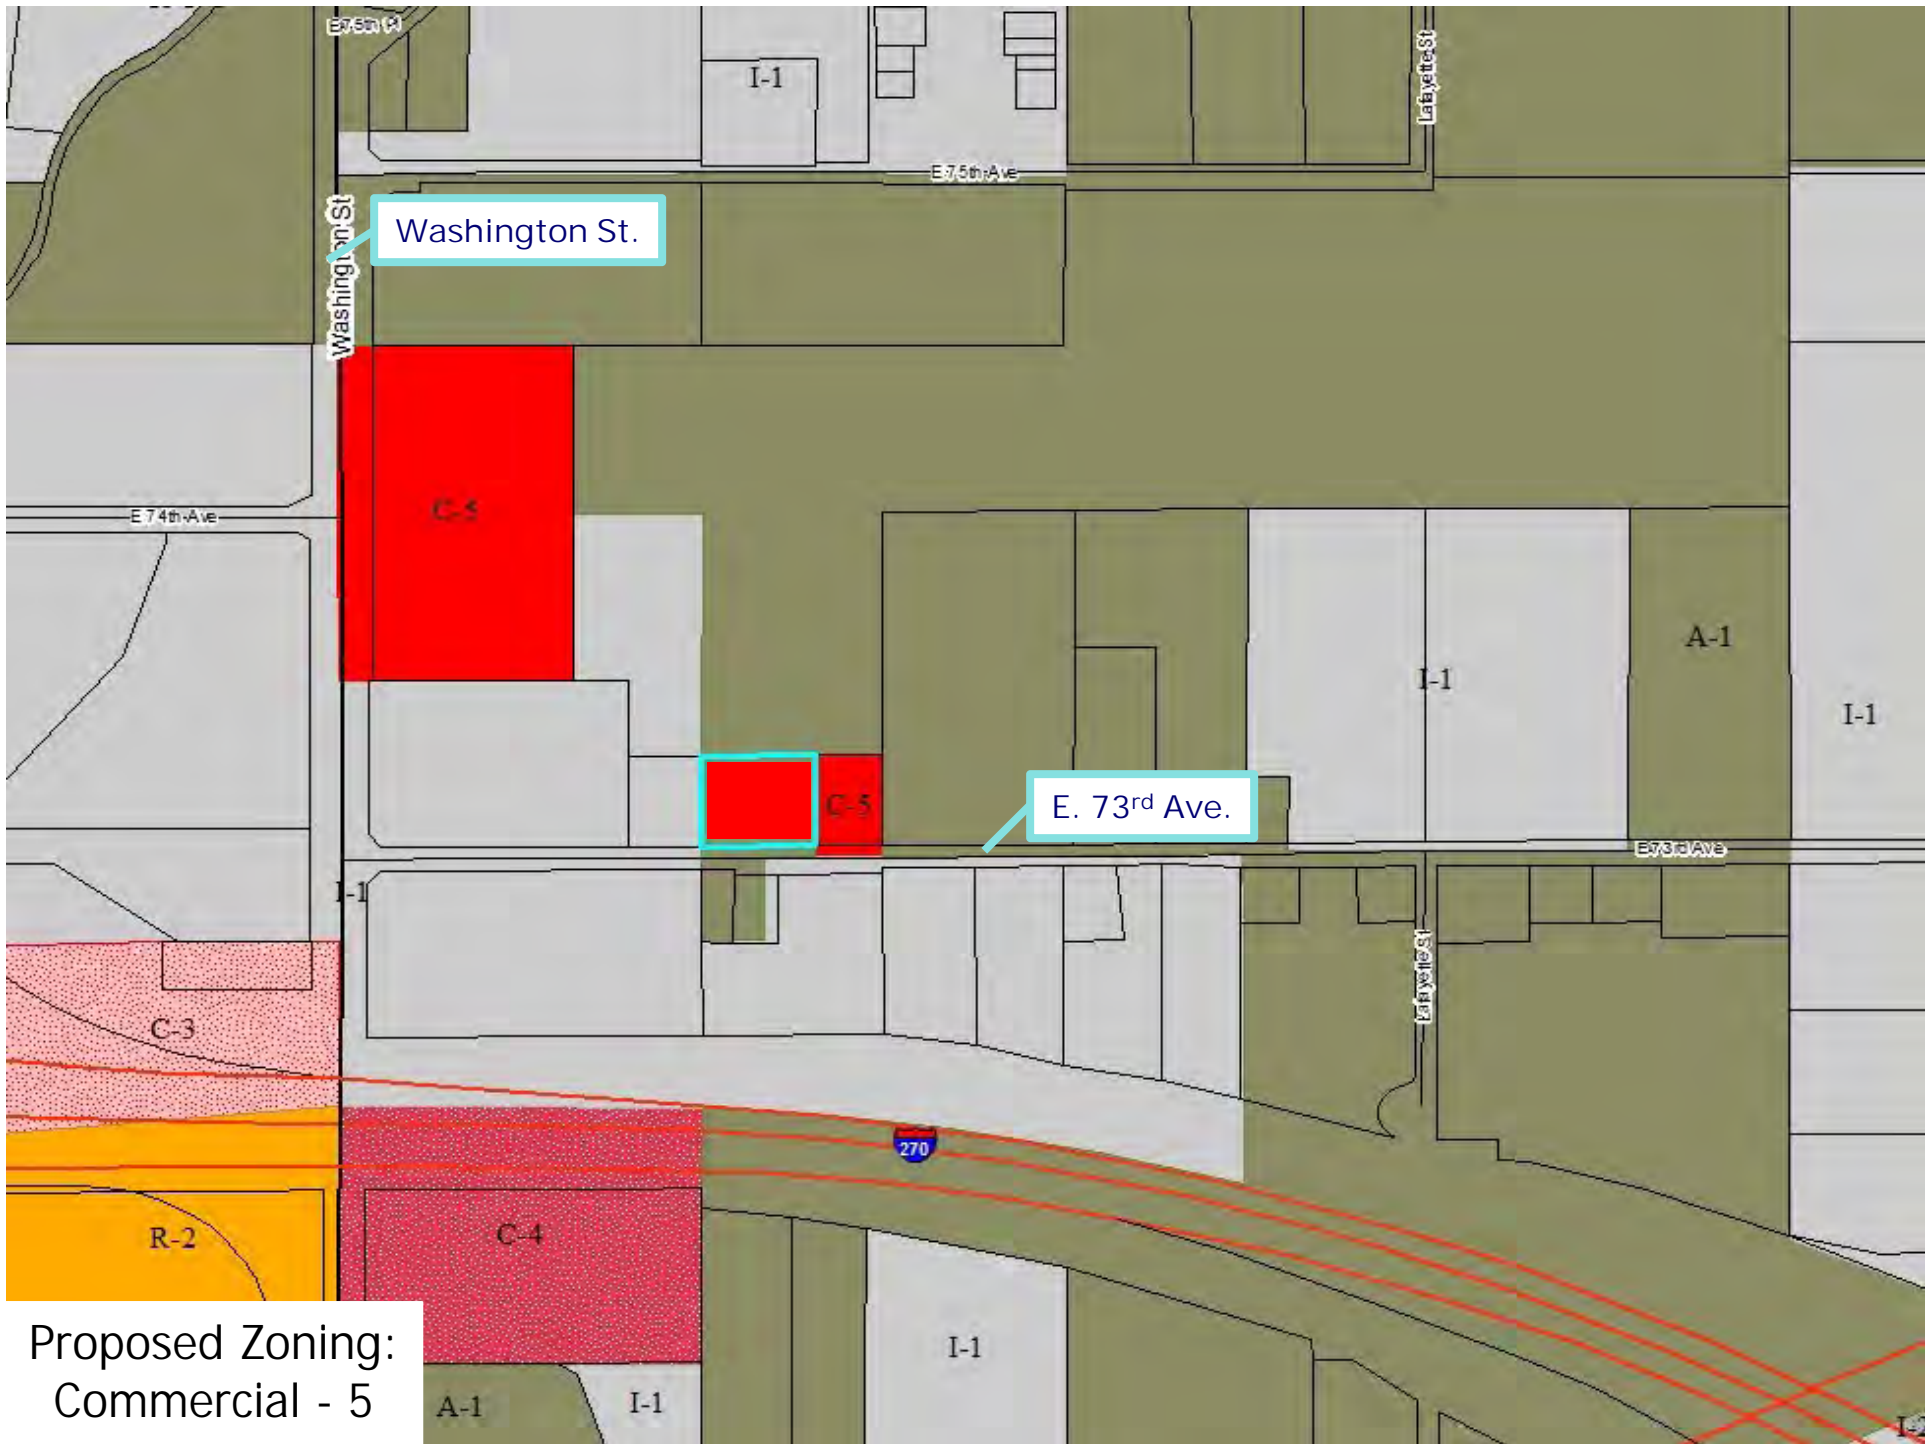 E 75th Pl
I-1
Lafayette St
E 75th Ave
Washington St
Washington St.
C-5
E 74th Ave
A-1
I-1
I-1
C-5
E. 73rd Ave.
E 73rd Ave
I-1
Lafayette St
C-3
270
R-2
C-4
Proposed Zoning:
Commercial - 5
I-1
A-1
I-1